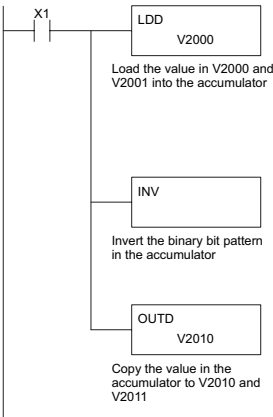 X1
LDD
V2000
Load the value in V2000 and
V2001 into the accumulator
INV
Invert the binary bit pattern
in the accumulator
OUTD
V2010
Copy the value in the
accumulator to V2010 and
V2011